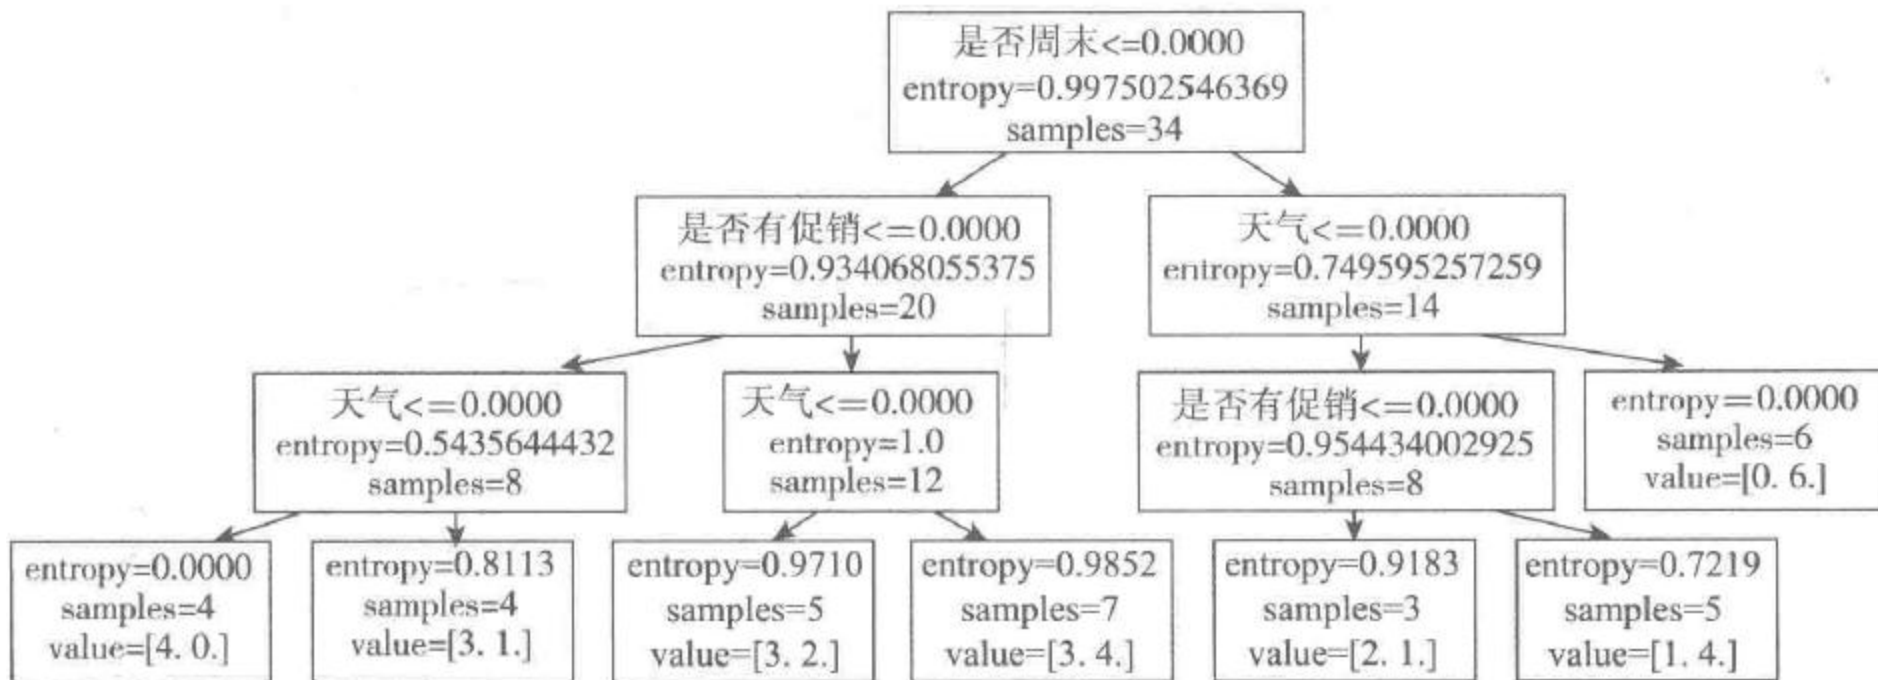 是否周末<=0.0000
entropy=0.997502546369
samples=34
是否有促销<=0.0000
entropy=0.934068055375
samples=20
天气<=0.0000
entropy=0.749595257259
samples=14
天气<=0.0000
entropy=0.5435644432
samples=8
天气<=0.0000
entropy=1.0
samples=12
是否有促销<=0.0000
entropy=0.954434002925
samples=8
entropy=0.0000
samples=6
value=[0. 6.]
entropy=0.0000
samples=4
value=[4. 0.]
entropy=0.8113
samples=4
value=[3. 1.]
entropy=0.9710
samples=5
value=[3. 2.]
entropy=0.9852
samples=7
value=[3. 4.]
entropy=0.9183
samples=3
value=[2. 1.]
entropy=0.7219
samples=5
value=[1. 4.]